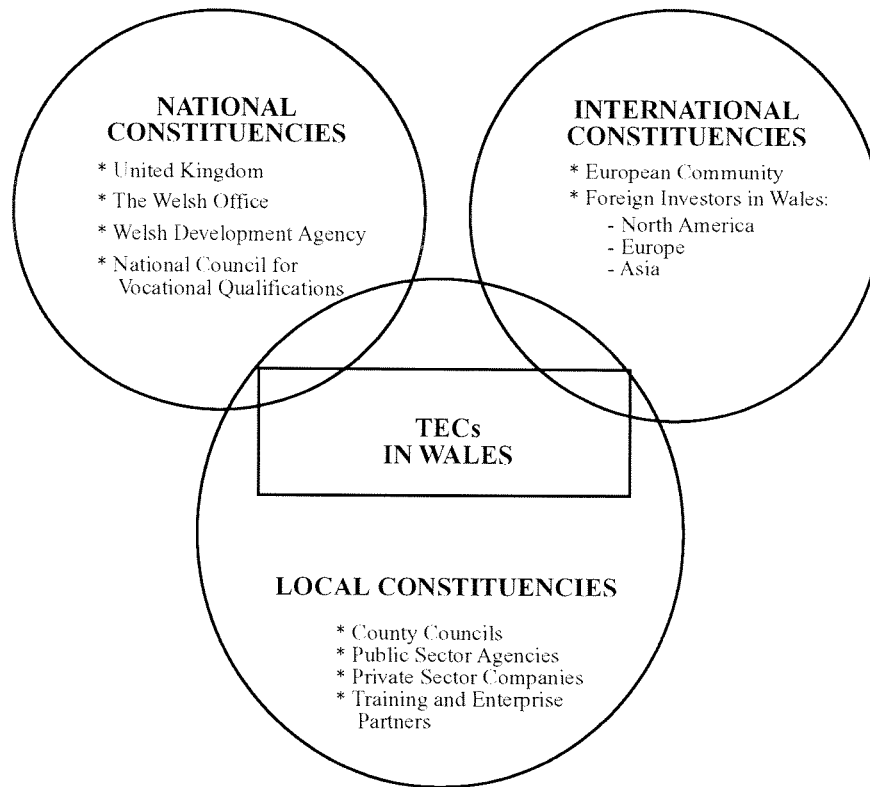 NATIONAL
CONSTITUENCIES
* United Kingdom
* The Welsh Office
* Welsh Development Agency
* National Council for
Vocational Qualifications
INTERNATIONAL
CONSTITUENCIES
* European Community
* Foreign Investors in Wales:
- North America
- Europe
- Asia
TECs
IN WALES
LOCAL CONSTITUENCIES
* County Councils
* Public Sector Agencies
* Private Sector Companies
* Training and Enterprise
Partners